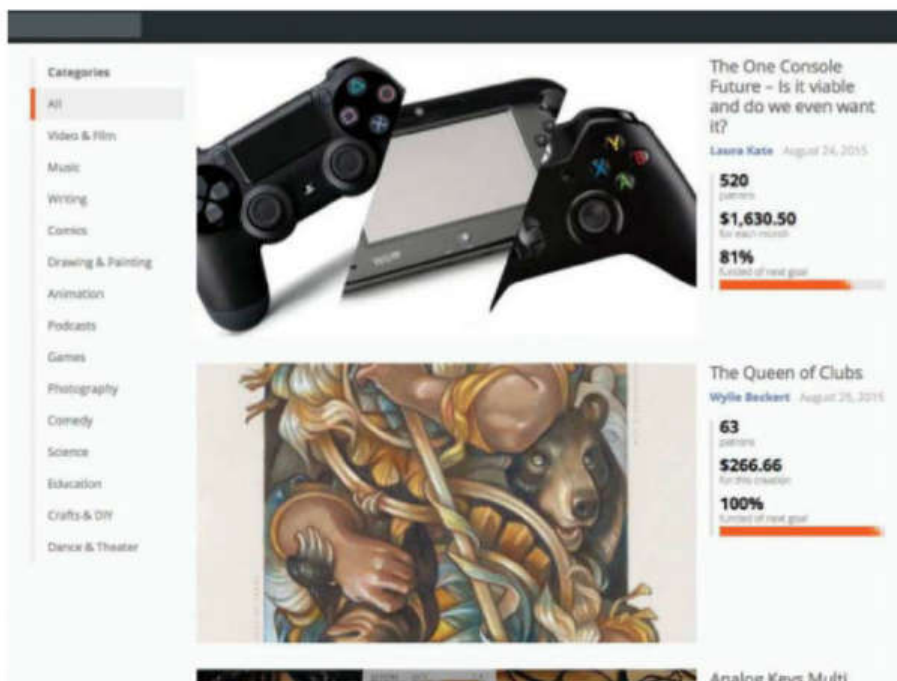 Categories
All
Video & Film
Music
Writing
Comics
Drawing & Painting
Animation
Podcasts
Games
Photography
Comedy
Science
Education
Crafts & DIY
Dance & Theater
The One Console
Future – Is it viable
and do we even want
it?
Laura Kate August 24, 2015
520
patrons
$1,630.50
for each month
81%
funded of next goal
The Queen of Clubs
Wylie Beckert August 25, 2015
63
patrons
$266.66
for this creation
100%
funded of next goal
Analog Keys Multi